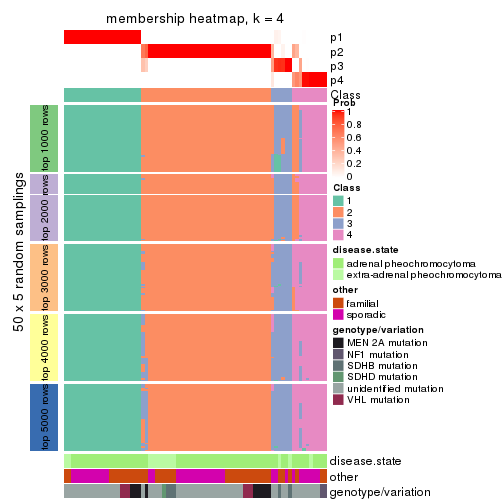 membership heatmap, k = 4
p1
p2
p3
p4
Class
Prob
1
0.8
0.6
0.4
0.2
0
Class
1
2
3
4
disease.state
adrenal pheochromocytoma
extra-adrenal pheochromocytoma
other
familial
sporadic
genotype/variation
MEN 2A mutation
NF1 mutation
SDHB mutation
SDHD mutation
unidentified mutation
VHL mutation
50 x 5 random samplings
top 1000 rows
top 2000 rows
top 3000 rows
top 4000 rows
top 5000 rows
disease.state
other
genotype/variation